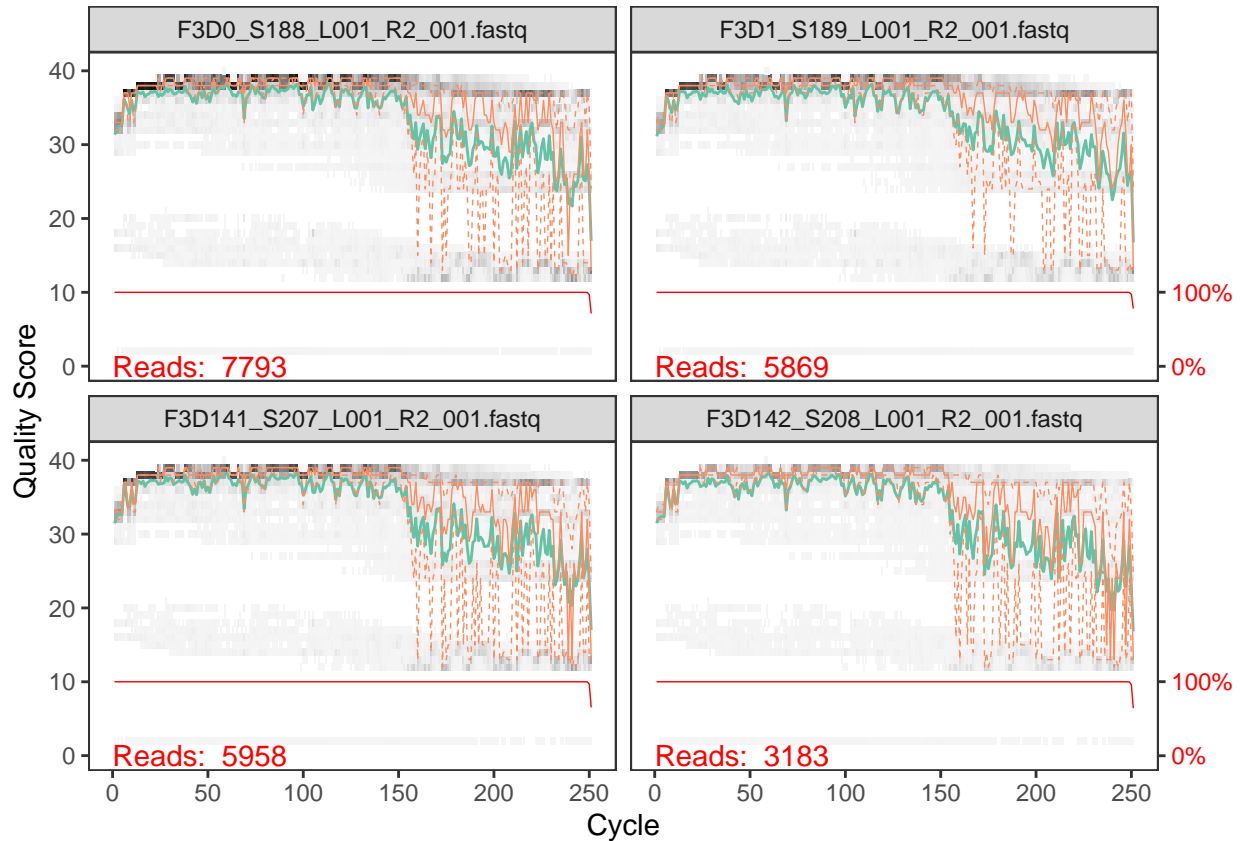 F3D0_S188_L001_R2_001.fastq
F3D1_S189_L001_R2_001.fastq
40
30
20
10
0
Reads: 7793
Reads: 5869
100%
0%
F3D141_S207_L001_R2_001.fastq
F3D142_S208_L001_R2_001.fastq
Quality Score
40
30
20
10
0
Reads: 5958
Reads: 3183
100%
0%
0 50 100 150 200 250
0 50 100 150 200 250
Cycle